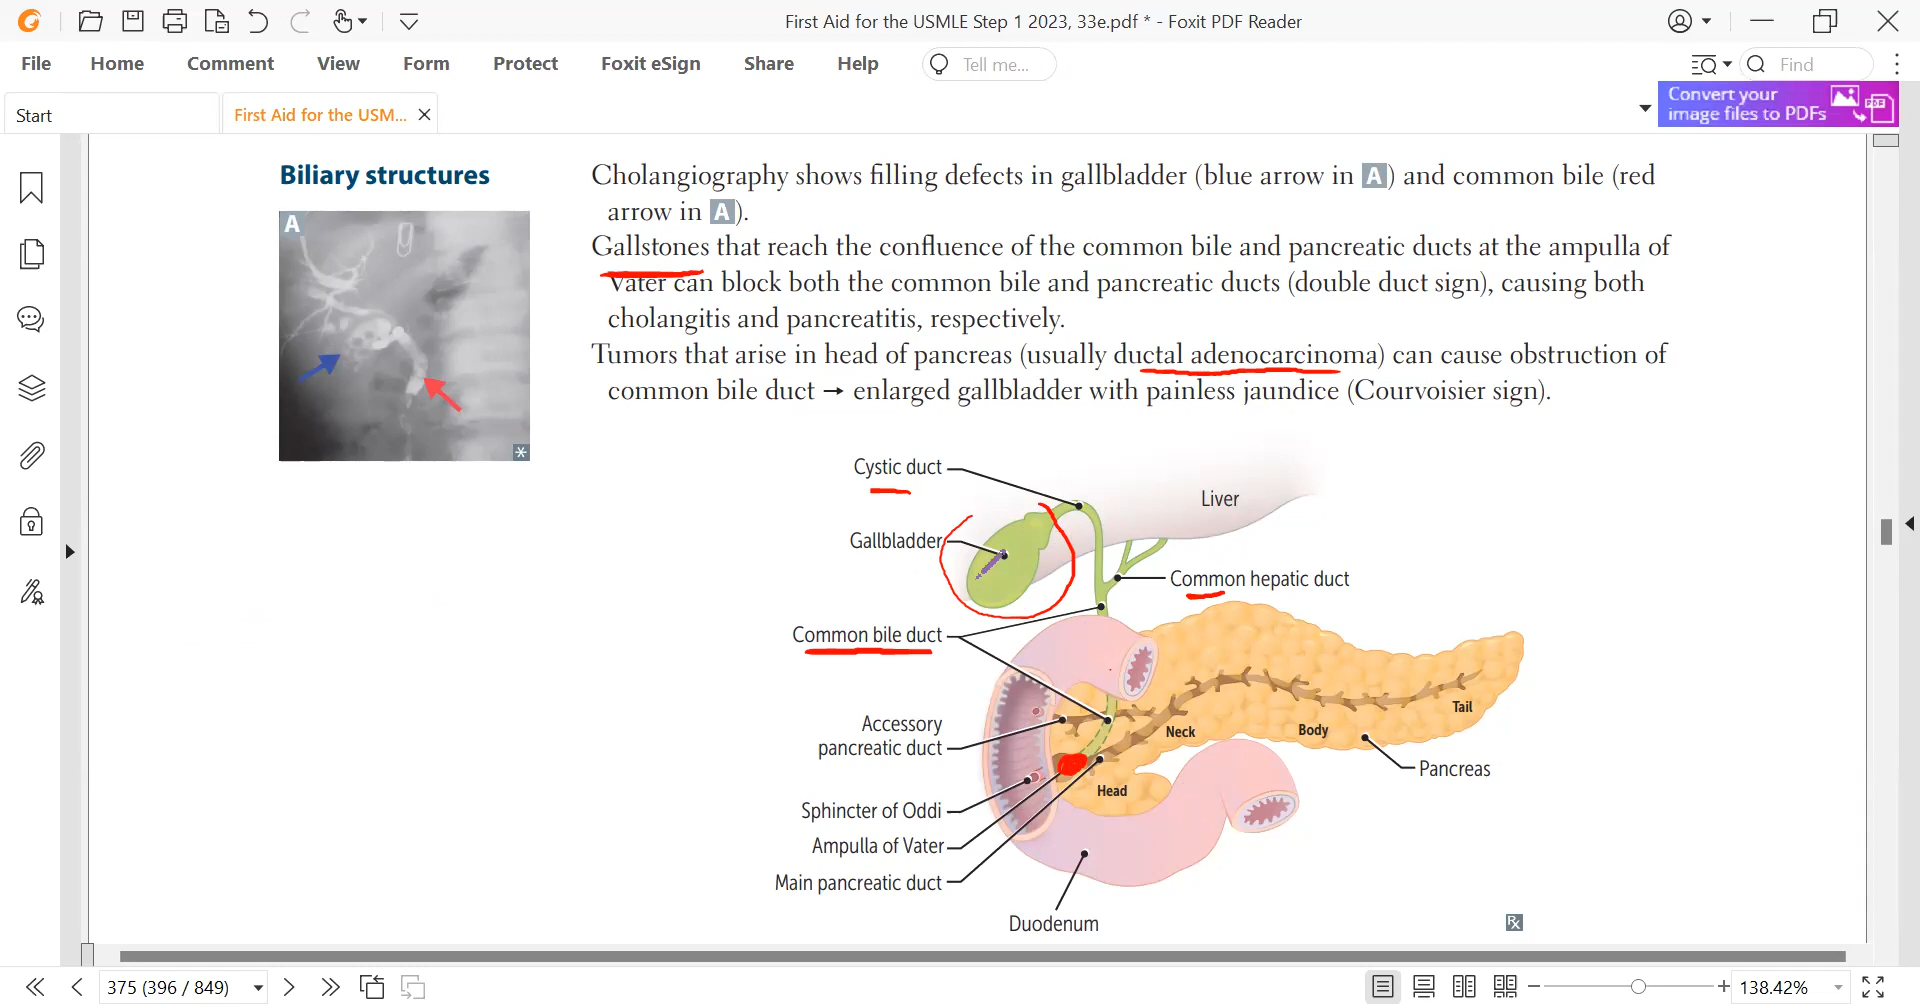 First Aid for the USMLE Step 1 2023, 33e.pdf * - Foxit PDF Reader
File Home Comment View Form Protect Foxit eSign Share Help Tell me... Find
Start First Aid for the USM... Convert your
image files to PDFs PDF
Biliary structures
A
Cholangiography shows filling defects in gallbladder (blue arrow in A) and common bile (red
arrow in A).
Gallstones that reach the confluence of the common bile and pancreatic ducts at the ampulla of
Vater can block both the common bile and pancreatic ducts (double duct sign), causing both
cholangitis and pancreatitis, respectively.
Tumors that arise in head of pancreas (usually ductal adenocarcinoma) can cause obstruction of
common bile duct → enlarged gallbladder with painless jaundice (Courvoisier sign).
Cystic duct
Liver
Gallbladder
Common hepatic duct
Common bile duct
Accessory
pancreatic duct
Neck
Body
Tail
Pancreas
Head
Sphincter of Oddi
Ampulla of Vater
Main pancreatic duct
Duodenum
Rx
375 (396 / 849) 138.42%